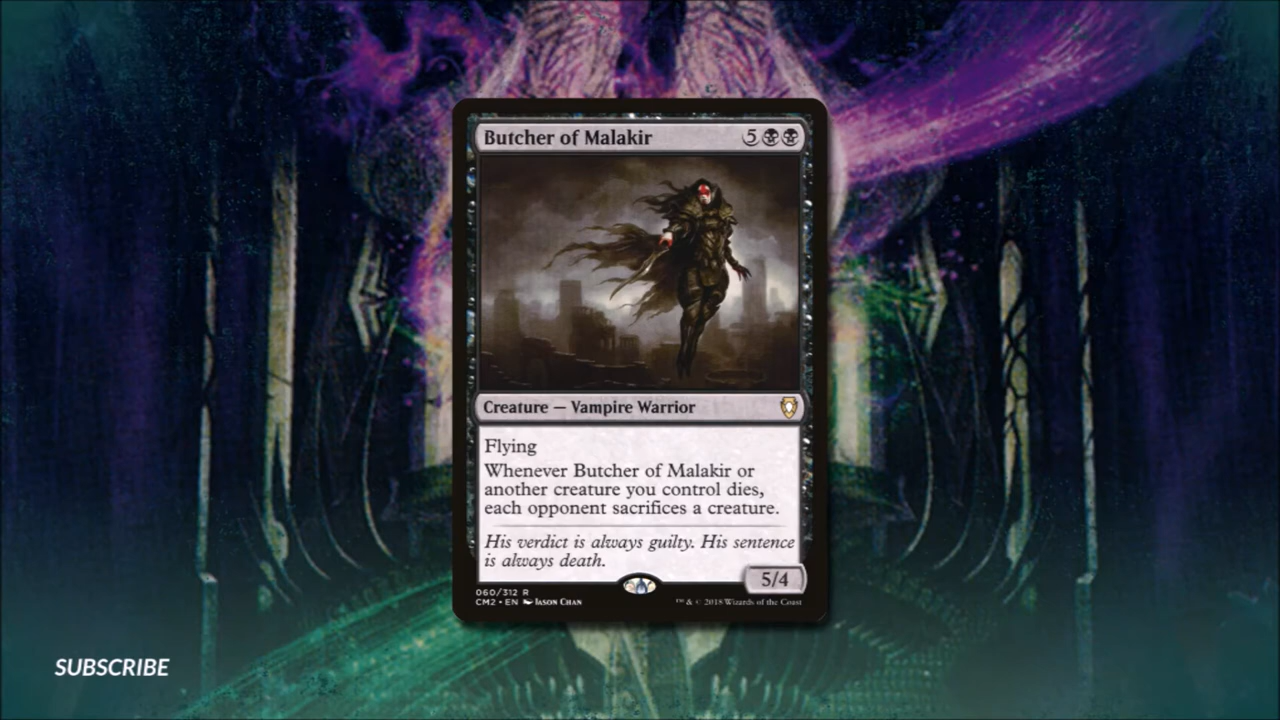 Butcher of Malakir 5
Creature — Vampire Warrior
Flying
Whenever Butcher of Malakir or
another creature you control dies,
each opponent sacrifices a creature.
His verdict is always guilty. His sentence
is always death.
5/4
060/312 R
CM2 • EN Jason Chan
™ & © 2018 Wizards of the Coast
SUBSCRIBE